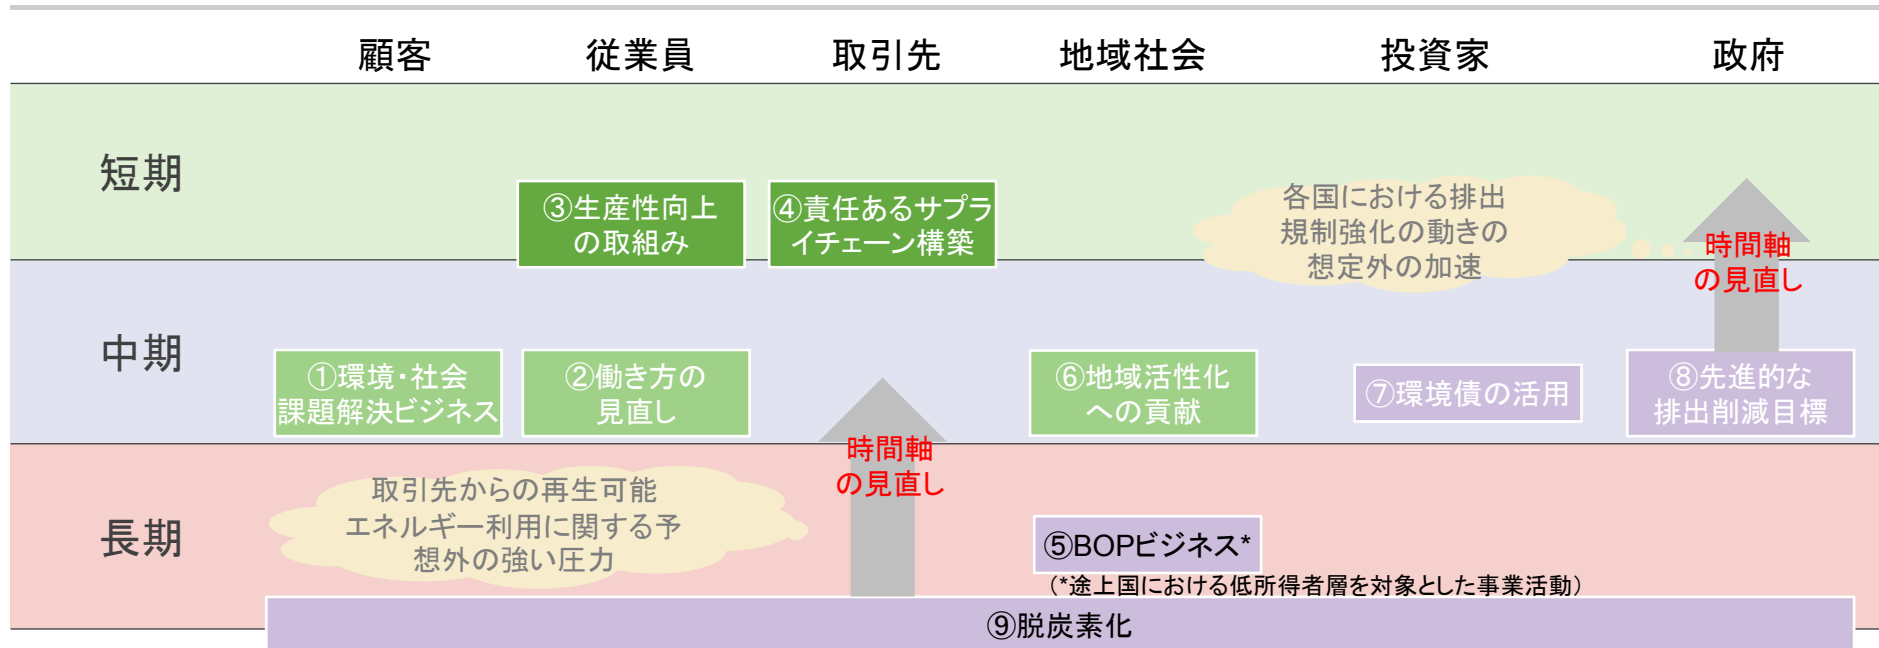 顧客 従業員 取引先 地域社会 投資家 政府
短期
③生産性向上
の取組み
④責任あるサプラ
イチェーン構築
各国における排出
規制強化の動きの
想定外の加速
時間軸
の見直し
中期
①環境・社会
課題解決ビジネス
②働き方の
見直し
⑥地域活性化
への貢献
⑦環境債の活用
⑧先進的な
排出削減目標
時間軸
の見直し
長期
取引先からの再生可能
エネルギー利用に関する予
想外の強い圧力
⑤BOPビジネス*
(*途上国における低所得者層を対象とした事業活動)
⑨脱炭素化